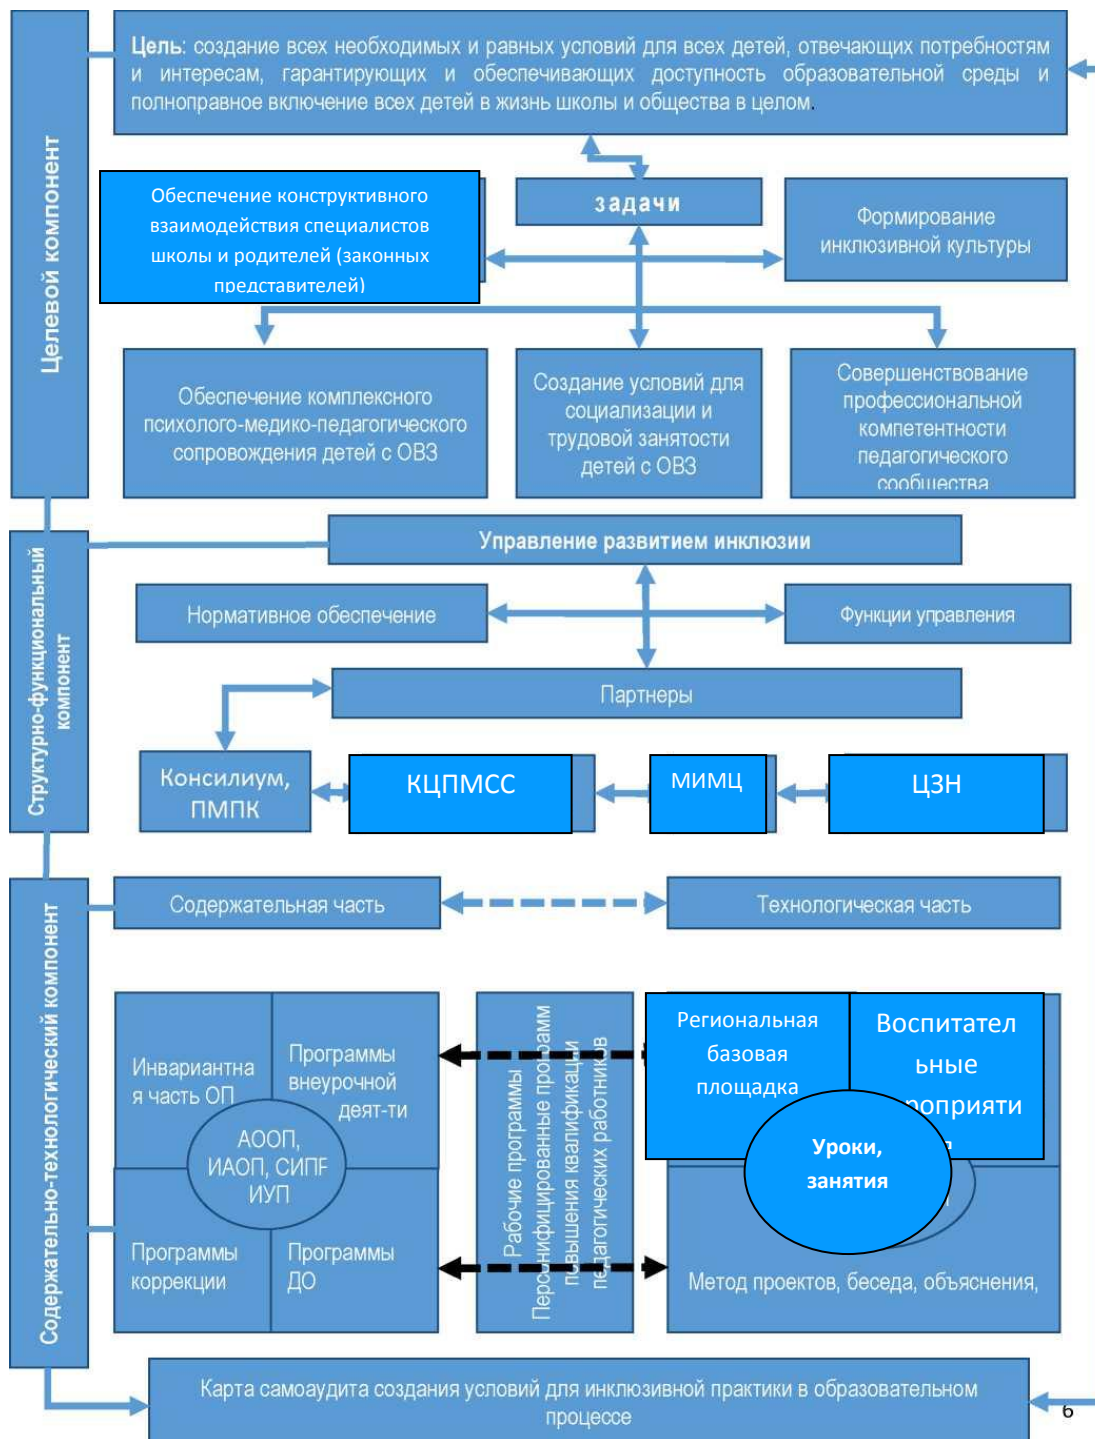 Целевой компонент
Цель: создание всех необходимых и равных условий для всех детей, отвечающих потребностям
и интересам, гарантирующих и обеспечивающих доступность образовательной среды и
полноправное включение всех детей в жизнь школы и общества в целом.
задачи
Обеспечение конструктивного
взаимодействия специалистов
школы и родителей (законных
представителей)
Формирование
инклюзивной культуры
Обеспечение комплексного
психолого-медико-педагогического
сопровождения детей с ОВЗ
Создание условий для
социализации и
трудовой занятости
детей с ОВЗ
Совершенствование
профессиональной
компетентности
педагогического
сообщества
Структурно-функциональный
компонент
Управление развитием инклюзии
Нормативное обеспечение
Функции управления
Партнеры
Консилиум,
ПМПК
КЦПМСС
МИМЦ
ЦЗН
Содержательно-технологический компонент
Содержательная часть
Технологическая часть
Инвариантна
я часть ОП
Программы
внеурочной
деят-ти
АООП,
ИАОП, СИПР
ИУП
Программы
коррекции
Программы
ДО
Рабочие программы
Персонифицированные программ
повышения квалификации
педагогических работников
Региональная
базовая
площадка
Воспитател
ьные
роприяти
Уроки,
занятия
Метод проектов, беседа, объяснения,
Карта самоаудита создания условий для инклюзивной практики в образовательном
процессе
6